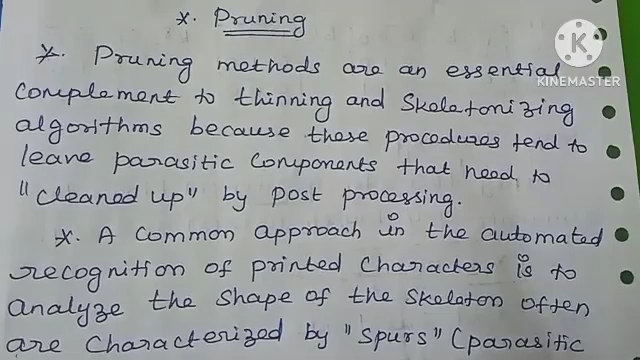 *. Pruning
*. Pruning methods are an essential
complement to thinning and Skeletonizing
algorithms because these procedures tend to
leave parasitic components that need to
"cleaned up" by post processing.
*. A common approach in the automated
recognition of printed characters is to
analyze the shape of the skeleton often
are characterized by "spurs" (parasitic
KINEMASTER